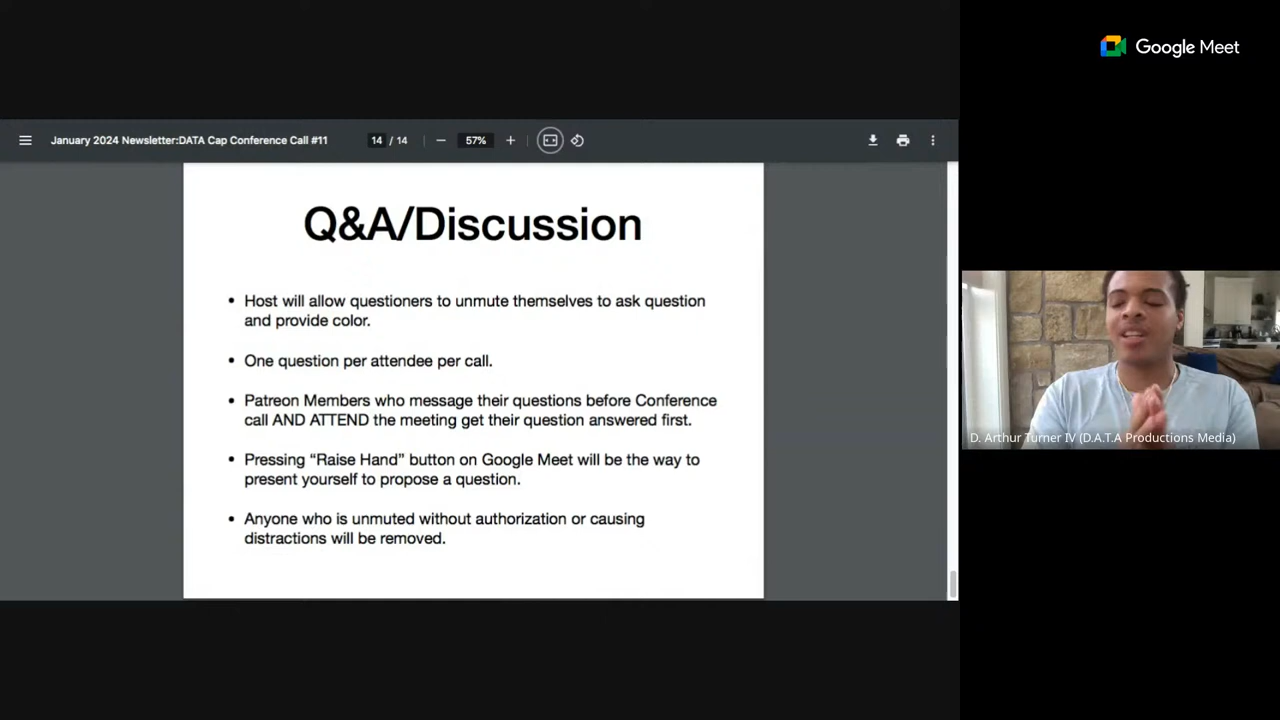 Google Meet
January 2024 Newsletter:DATA Cap Conference Call #11
14 / 14
57%
Q&A/Discussion
• Host will allow questioners to unmute themselves to ask question
and provide color.
• One question per attendee per call.
• Patreon Members who message their questions before Conference
call AND ATTEND the meeting get their question answered first.
• Pressing “Raise Hand” button on Google Meet will be the way to
present yourself to propose a question.
• Anyone who is unmuted without authorization or causing
distractions will be removed.
D. Arthur Turner IV (D.A.T.A Productions Media)